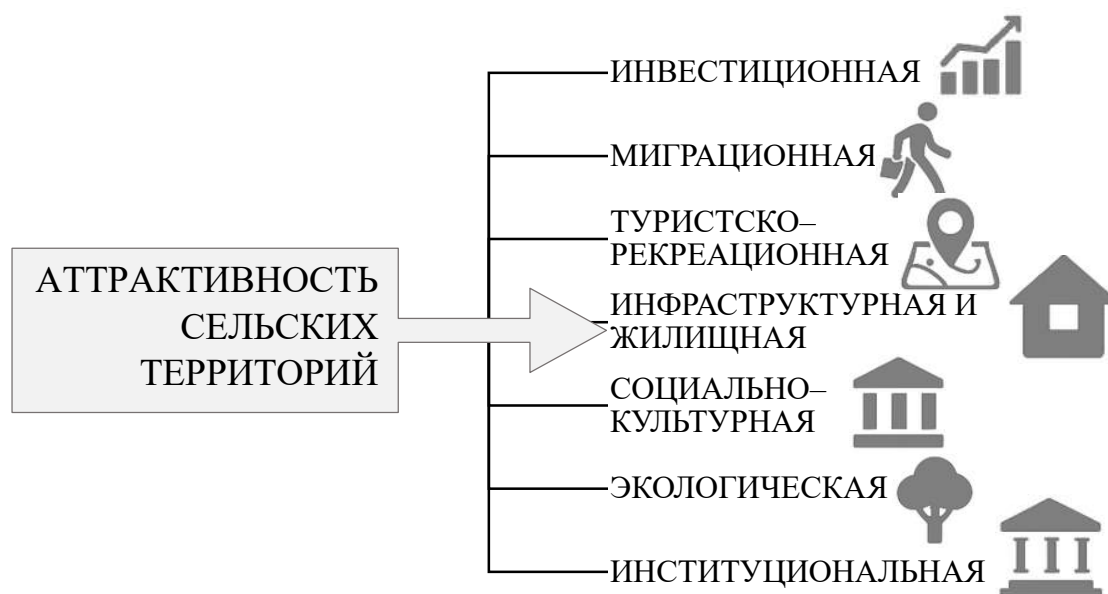 АТТРАКТИВНОСТЬ
СЕЛЬСКИХ
ТЕРРИТОРИЙ
ИНВЕСТИЦИОННАЯ
МИГРАЦИОННАЯ
ТУРИСТСКО–
РЕКРЕАЦИОННАЯ
ИНФРАСТРУКТУРНАЯ И
ЖИЛИЩНАЯ
СОЦИАЛЬНО–
КУЛЬТУРНАЯ
ЭКОЛОГИЧЕСКАЯ
ИНСТИТУЦИОНАЛЬНАЯ